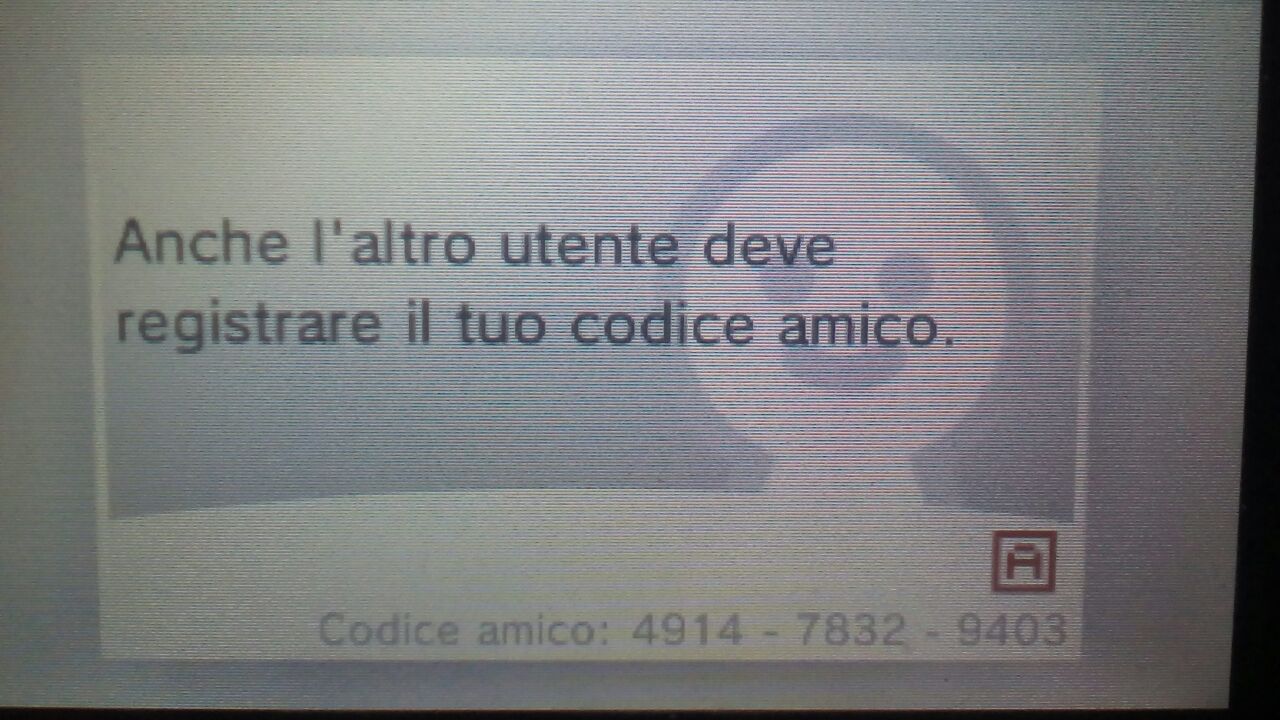 Anche l'altro utente deve
registrare il tuo codice amico.
A
Codice amico: 4914 - 7832 - 9403